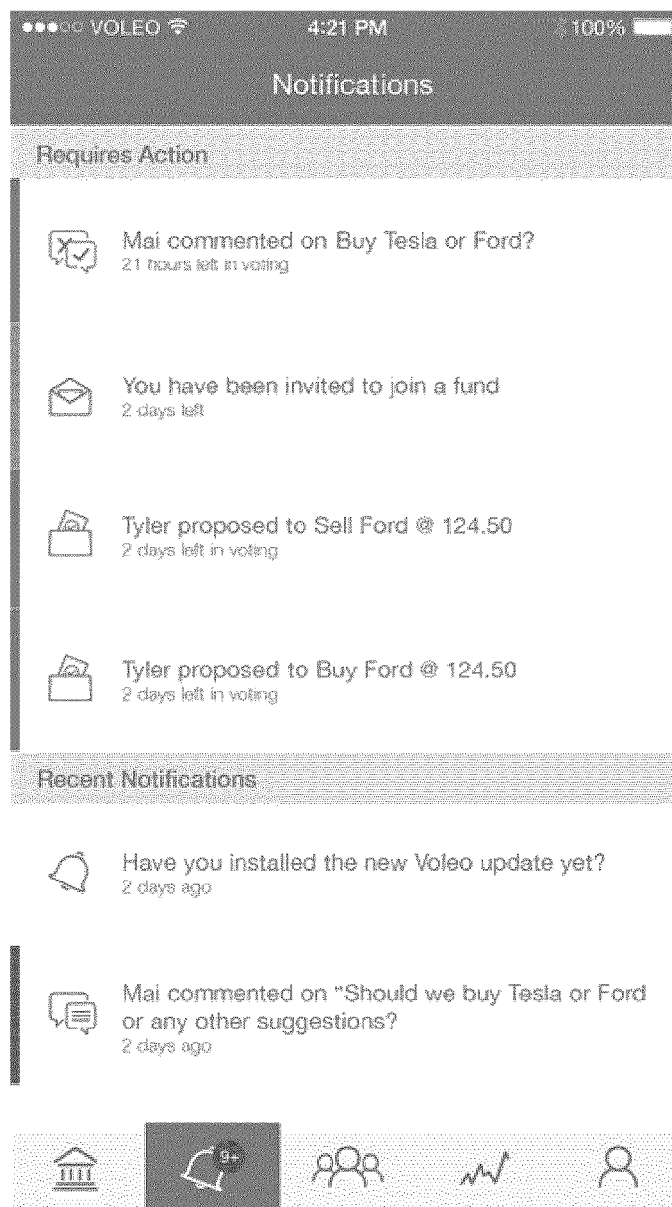 VOLEO 4:21 PM 100%
Notifications
Requires Action
Mai commented on Buy Tesla or Ford?
21 hours left in voting
You have been invited to join a fund
2 days left
Tyler proposed to Sell Ford @ 124.50
2 days left in voting
Tyler proposed to Buy Ford @ 124.50
2 days left in voting
Recent Notifications
Have you installed the new Voleo update yet?
2 days ago
Mai commented on "Should we buy Tesla or Ford
or any other suggestions?
2 days ago
9+